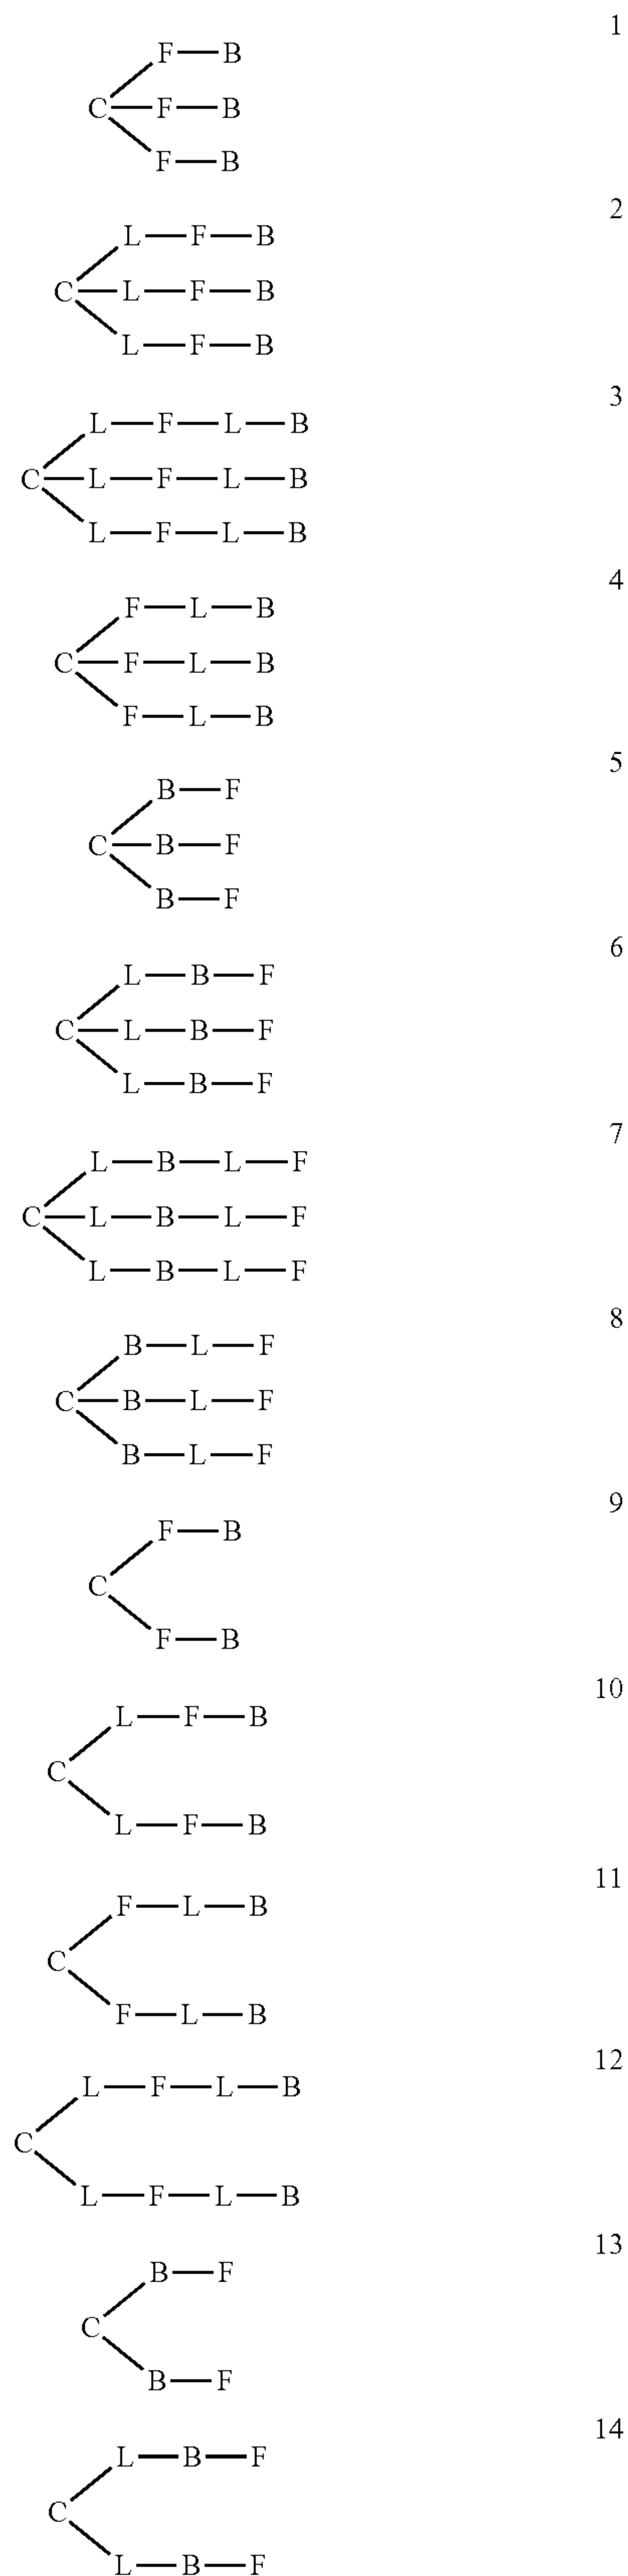 1
F—B
C—F—B
F—B
2
L—F—B
C—L—F—B
L—F—B
3
L—F—L—B
C—L—F—L—B
L—F—L—B
4
F—L—B
C—F—L—B
F—L—B
5
B—F
C—B—F
B—F
6
L—B—F
C—L—B—F
L—B—F
7
L—B—L—F
C—L—B—L—F
L—B—L—F
8
B—L—F
C—B—L—F
B—L—F
9
F—B
C
F—B
10
L—F—B
C
L—F—B
11
F—L—B
C
F—L—B
12
L—F—L—B
C
L—F—L—B
13
B—F
C
B—F
14
L—B—F
C
L—B—F